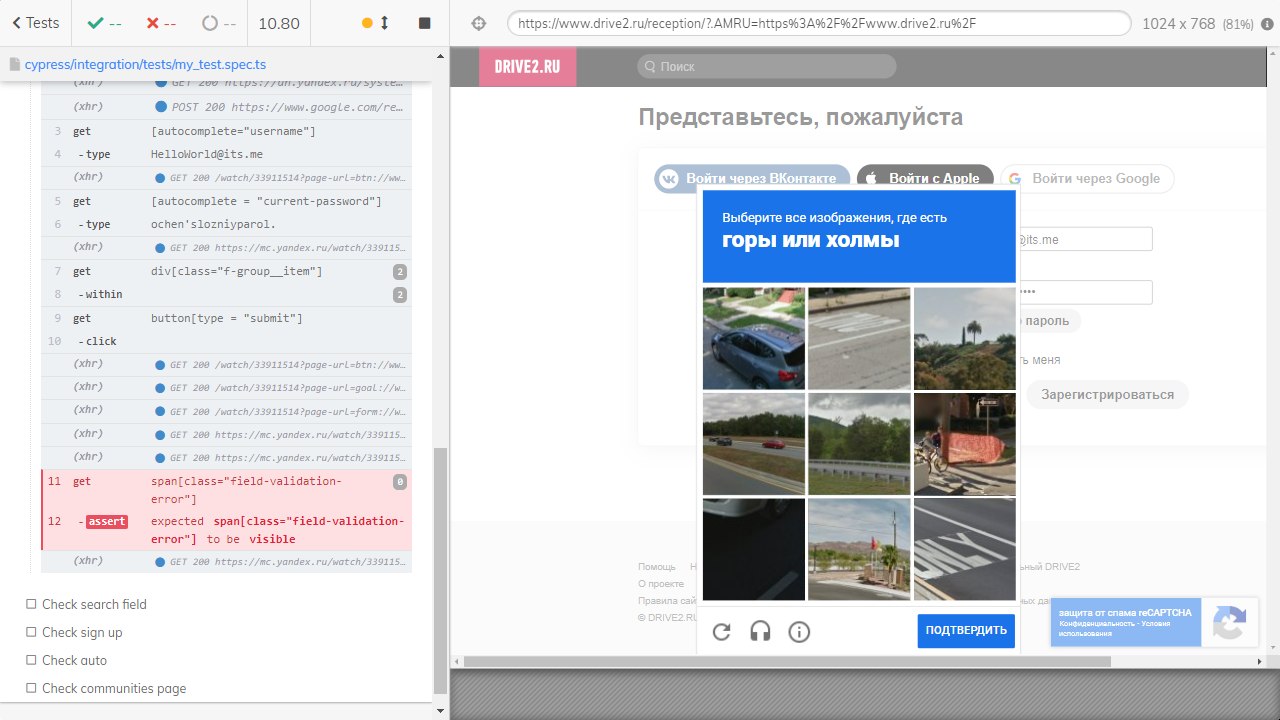 Tests
--
--
--
10.80
cypress/integration/tests/my_test.spec.ts
(xhr) GET 200 https://an.yandex.ru/syste…
(xhr) POST 200 https://www.google.com/re…
3 get [autocomplete="username"]
4 -type HelloWorld@its.me
(xhr) GET 200 /watch/33911514?page-url=btn://ww…
5 get [autocomplete = "current-password"]
6 -type ochen'slozniyparol.
(xhr) GET 200 https://mc.yandex.ru/watch/339115…
7 get div[class="f-group__item"] 2
8 -within 2
9 get button[type = "submit"]
10 -click
(xhr) GET 200 /watch/33911514?page-url=btn://ww…
(xhr) GET 200 /watch/33911514?page-url=goal://w…
(xhr) GET 200 /watch/33911514?page-url=form://w…
(xhr) GET 200 https://mc.yandex.ru/watch/339115…
(xhr) GET 200 https://mc.yandex.ru/watch/339115…
11 get span[class="field-validation-
error"] 0
12 -assert expected span[class="field-validation-
error"] to be visible
(xhr) GET 200 https://mc.yandex.ru/watch/339115…
Check search field
Check sign up
Check auto
Check communities page
https://www.drive2.ru/reception/?.AMRU=https%3A%2F%2Fwww.drive2.ru%2F
1024 x 768 (81%)
DRIVE2.RU
Поиск
Представьтесь, пожалуйста
Войти через ВКонтакте
Войти с Apple
Войти через Google
Выберите все изображения, где есть
горы или холмы
@its.me
пароль
ть меня
Зарегистрироваться
ПОДТВЕРДИТЬ
Помощь Н
льный DRIVE2
О проекте
Правила сай
ных да
© DRIVE2.RU
защита от спама reCAPTCHA
Конфиденциальность - Условия
использования